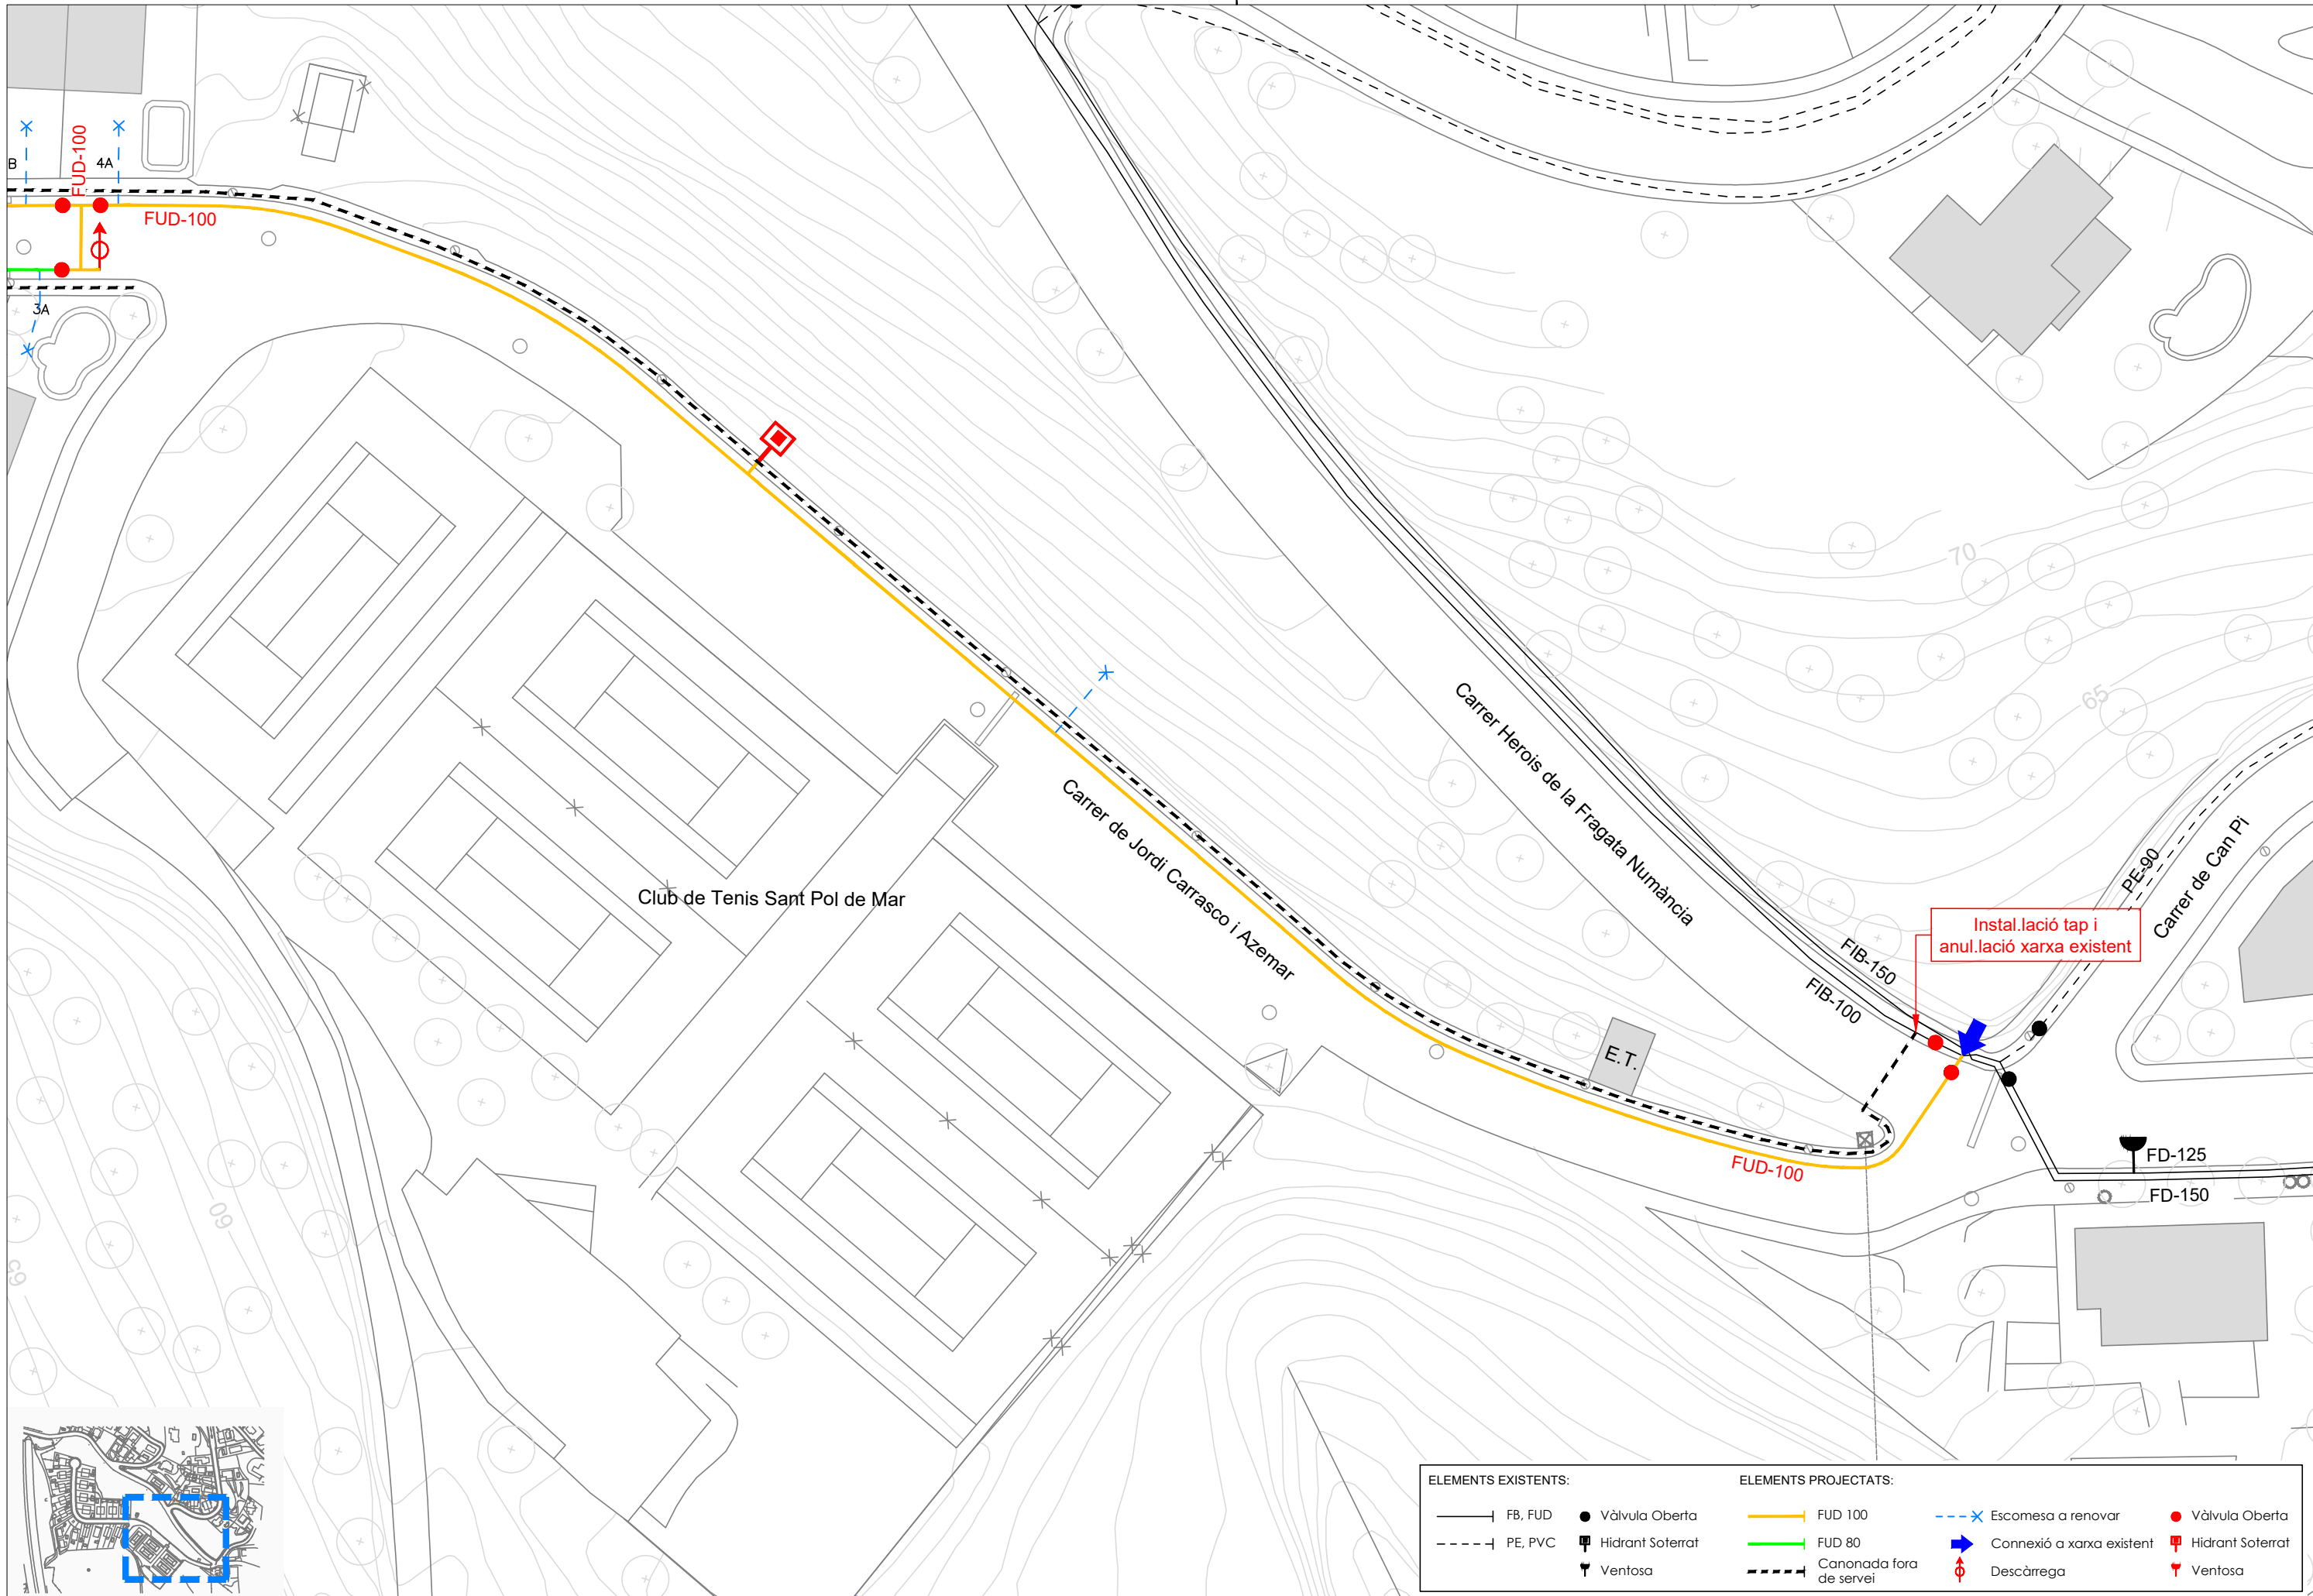 FUD-100
B
4A
FUD-100
3A
70
65
Carrer Herois de la Fragata Numància
Carrer de Jordi Carrasco i Azemar
Club de Tenis Sant Pol de Mar
PE-90
Carrer de Can Pi
Instal.lació tap i
anul.lació xarxa existent
FIB-150
FIB-100
E.T.
FUD-100
FD-125
FD-150
60
65
ELEMENTS EXISTENTS:
ELEMENTS PROJECTATS:
FB, FUD
Vàlvula Oberta
FUD 100
Escomesa a renovar
Vàlvula Oberta
PE, PVC
Hidrant Soterrat
FUD 80
Connexió a xarxa existent
Hidrant Soterrat
Ventosa
Canonada fora
de servei
Descàrrega
Ventosa